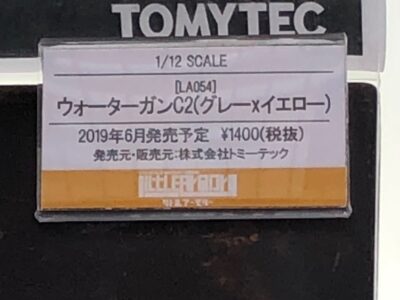 TOMYTEC
1/12 SCALE
[LA054]
ウォーターガンC2(グレーxイエロー)
2019年6月発売予定 ¥1400(税抜)
発売元・販売元:株式会社トミーテック